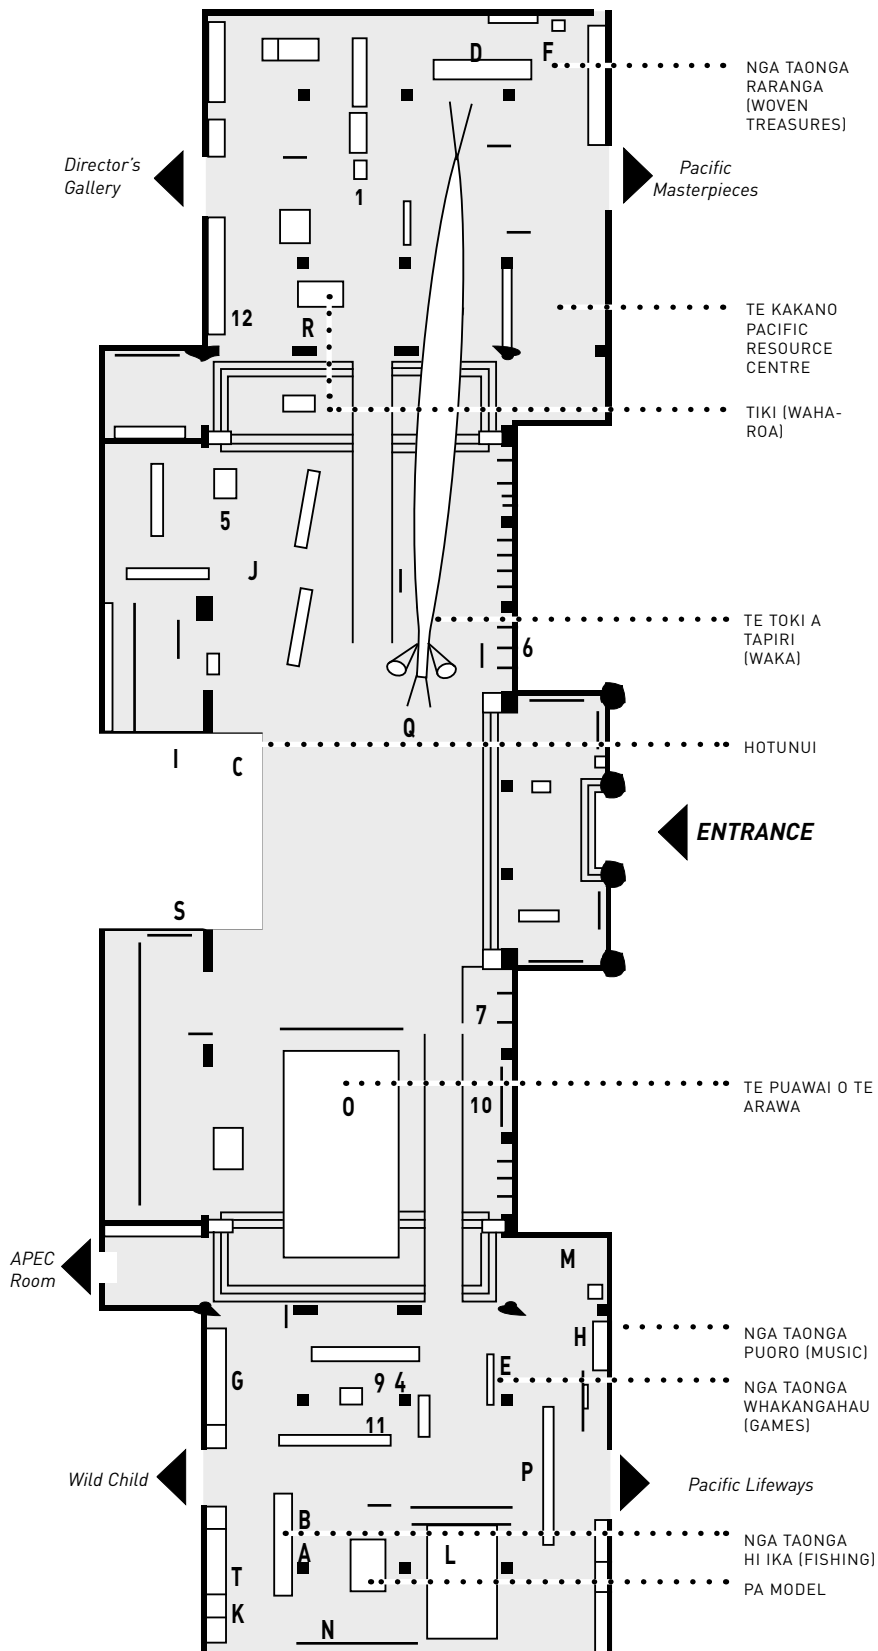 D
F
NGA TAONGA
RARANGA
(WOVEN
TREASURES)
Director's
Gallery
Pacific
Masterpieces
1
12
R
TE KAKANO
PACIFIC
RESOURCE
CENTRE
TIKI (WAHA-
ROA)
5
J
TE TOKI A
TAPIRI
(WAKA)
6
Q
I
C
HOTUNUI
ENTRANCE
S
7
O
10
TE PUAWAI O TE
ARAWA
APEC
Room
M
H
NGA TAONGA
PUORO (MUSIC)
G
9 4
E
NGA TAONGA
WHAKANGAHAU
(GAMES)
11
Wild Child
P
Pacific Lifeways
B
A
L
NGA TAONGA
HI IKA (FISHING)
T
K
PA MODEL
N